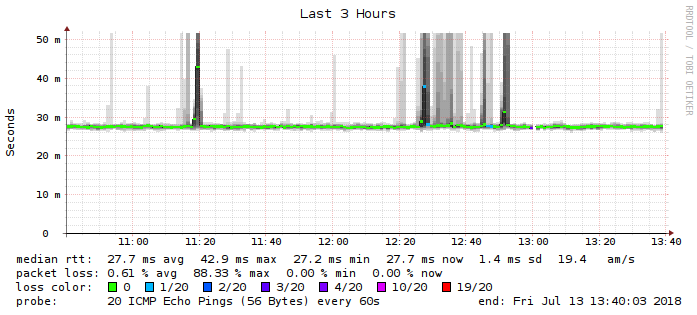 Last 3 Hours
RRDTOOL / TOBI OETIKER
Seconds
50 m
40 m
30 m
20 m
10 m
0
11:00 11:20 11:40 12:00 12:20 12:40 13:00 13:20 13:40
median rtt: 27.7 ms avg 42.9 ms max 27.2 ms min 27.7 ms now 1.4 ms sd 19.4 am/s
packet loss: 0.61 % avg 88.33 % max 0.00 % min 0.00 % now
loss color: 0 1/20 2/20 3/20 4/20 10/20 19/20
probe: 20 ICMP Echo Pings (56 Bytes) every 60s end: Fri Jul 13 13:40:03 2018